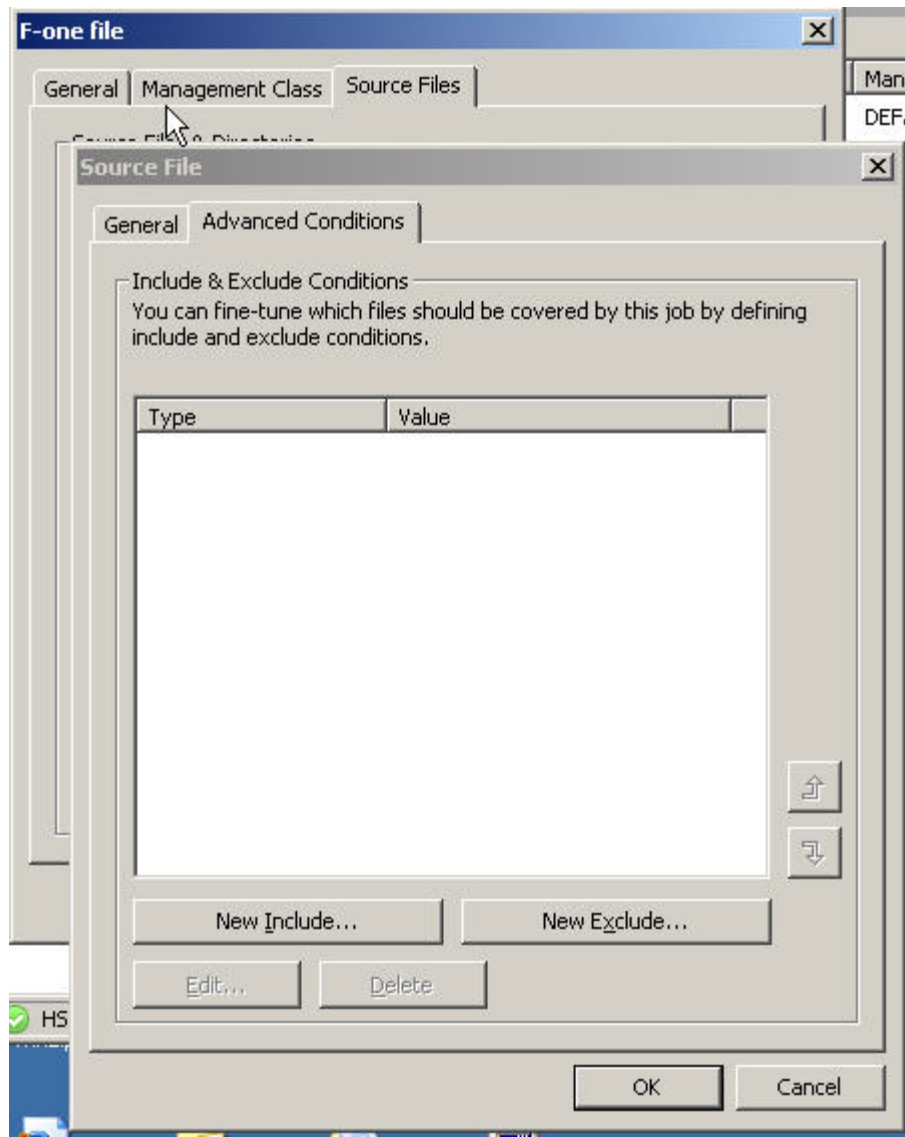 F-one file
General Management Class Source Files
Man
DEFa
Source File
General Advanced Conditions
Include & Exclude Conditions
You can fine-tune which files should be covered by this job by defining
include and exclude conditions.
Type Value
New Include...
New Exclude...
Edit...
Delete
HS
OK
Cancel